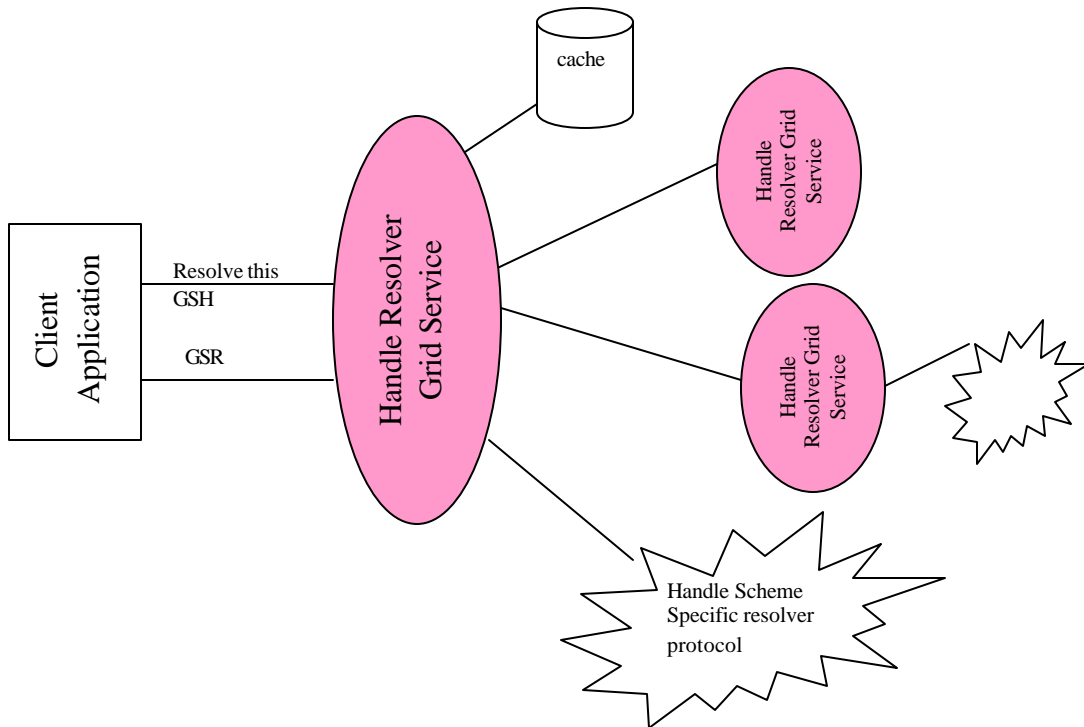 cache
Client
Application
Resolve this
GSH
GSR
Handle Resolver
Grid Service
Handle
Resolver Grid
Service
Handle
Resolver Grid
Service
Handle Scheme
Specific resolver
protocol